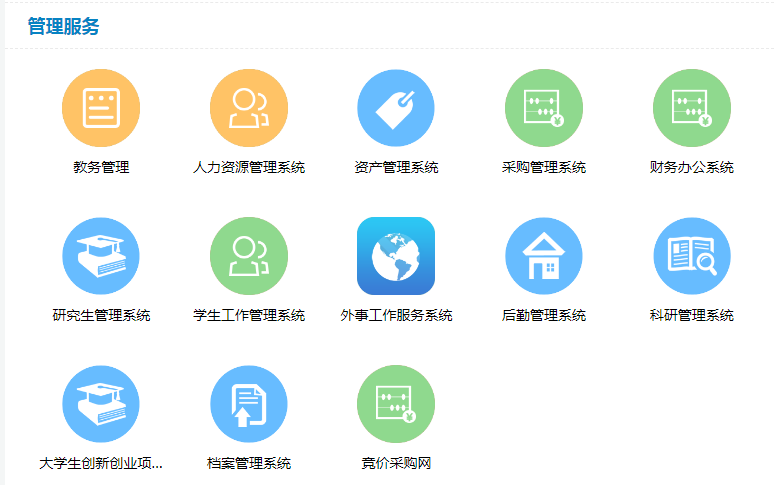 管理服务
教务管理
人力资源管理系统
资产管理系统
采购管理系统
财务办公系统
研究生管理系统
学生工作管理系统
外事工作服务系统
后勤管理系统
科研管理系统
大学生创新创业项...
档案管理系统
竞价采购网